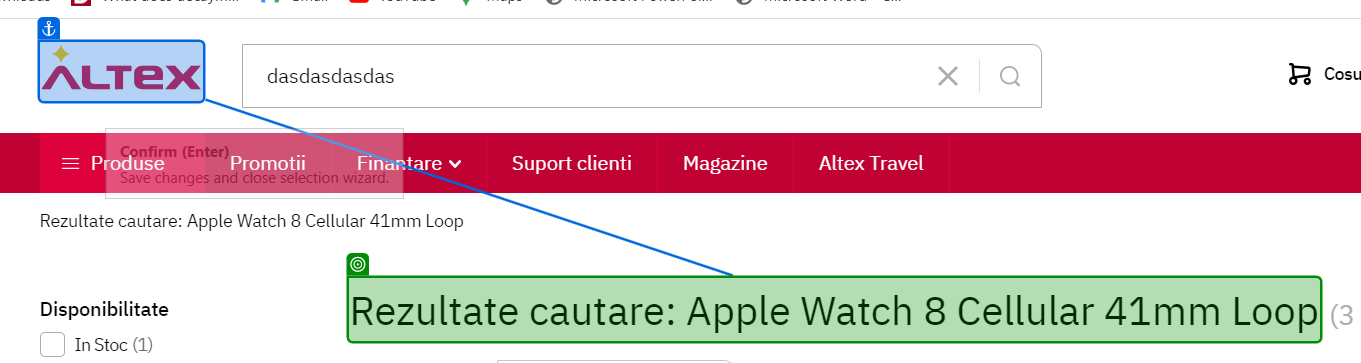 YouTube
ALTEX
dasdasdasdas
Cosu
Confirm (Enter)
Produse Promotii Finantare Suport clienti Magazine Altex Travel
Save changes and close selection wizard.
Rezultate cautare: Apple Watch 8 Cellular 41mm Loop
Rezultate cautare: Apple Watch 8 Cellular 41mm Loop (3
Disponibilitate
In Stoc (1)